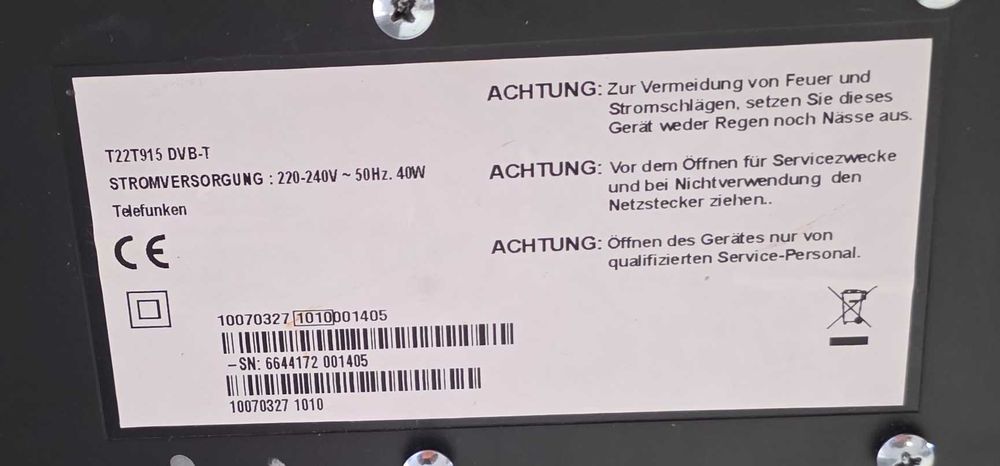 T22T915 DVB-T
STROMVERSORGUNG : 220-240V ~ 50Hz. 40W
Telefunken
CE
10070327 1010001405
–SN: 6644172 001405
10070327 1010
ACHTUNG: Zur Vermeidung von Feuer und
Stromschlägen, setzen Sie dieses
Gerät weder Regen noch Nässe aus.
ACHTUNG: Vor dem Öffnen für Servicezwecke
und bei Nichtverwendung den
Netzstecker ziehen..
ACHTUNG: Öffnen des Gerätes nur von
qualifizierten Service-Personal.